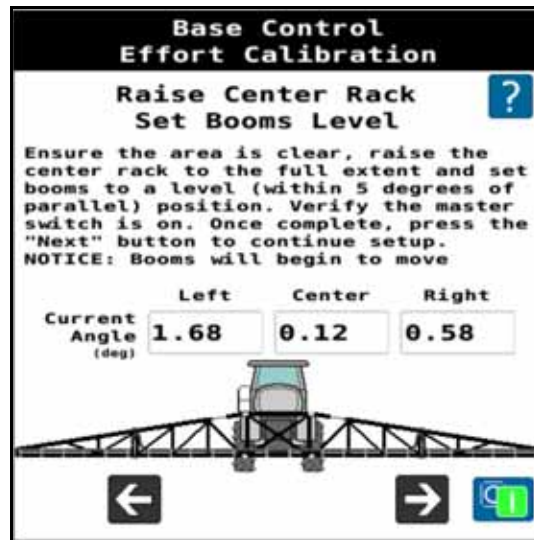 Base Control
Effort Calibration
Raise Center Rack
Set Booms Level
?
Ensure the area is clear, raise the
center rack to the full extent and set
booms to a level (within 5 degrees of
parallel) position. Verify the master
switch is on. Once complete, press the
"Next" button to continue setup.
NOTICE: Booms will begin to move
Left Center Right
Current
Angle 1.68 0.12 0.58
(deg)